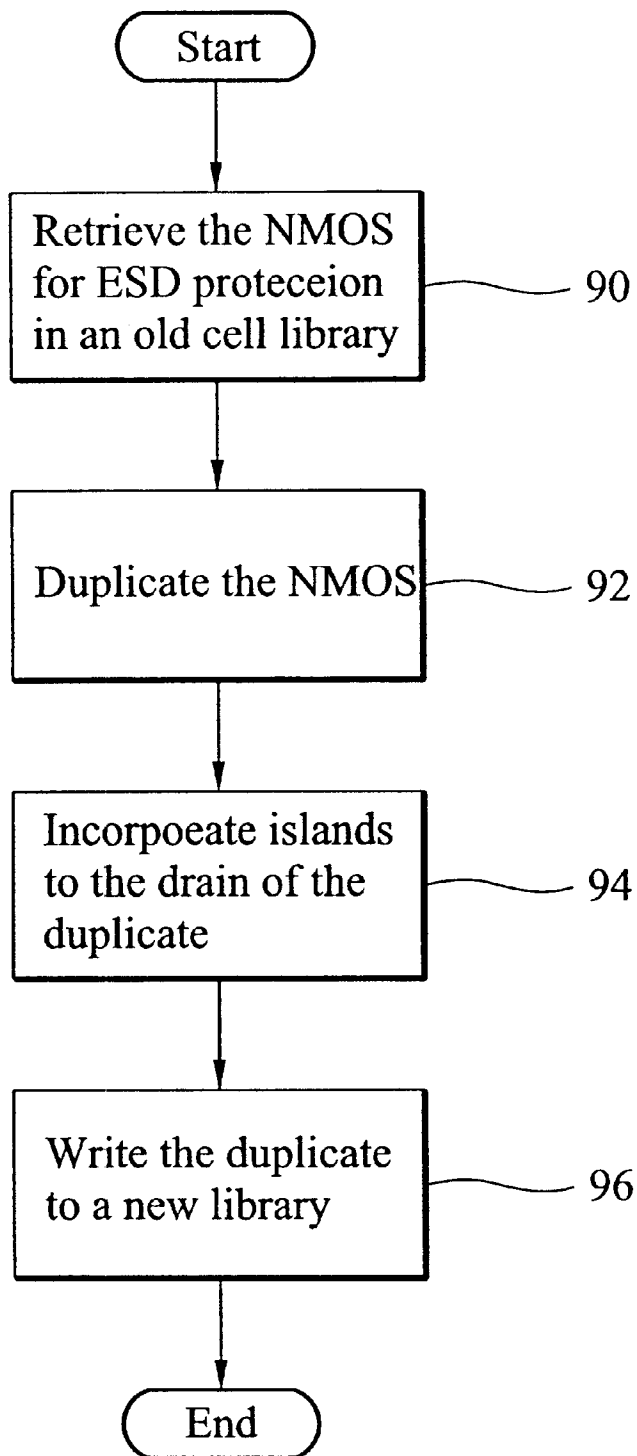 Start
Retrieve the NMOS
for ESD proteceion
in an old cell library
90
Duplicate the NMOS
92
Incorpoeate islands
to the drain of the
duplicate
94
Write the duplicate
to a new library
96
End